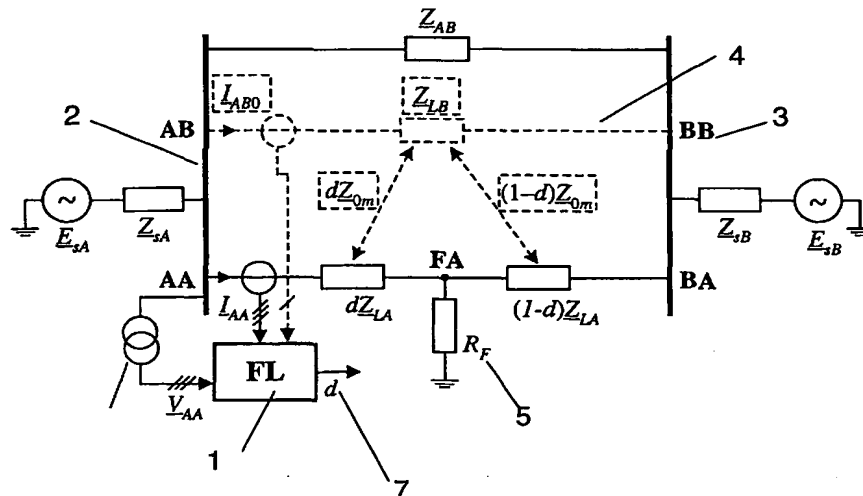 Z_AB
4
I_AB0
Z_LB
2
AB
BB
3
dZ_0m
(1–d)Z_0m
~
~
E_sA
Z_sA
Z_sB
E_sB
AA
FA
BA
I_AA
dZ_LA
(1-d)Z_LA
R_F
FL
d
V_AA
5
1
7